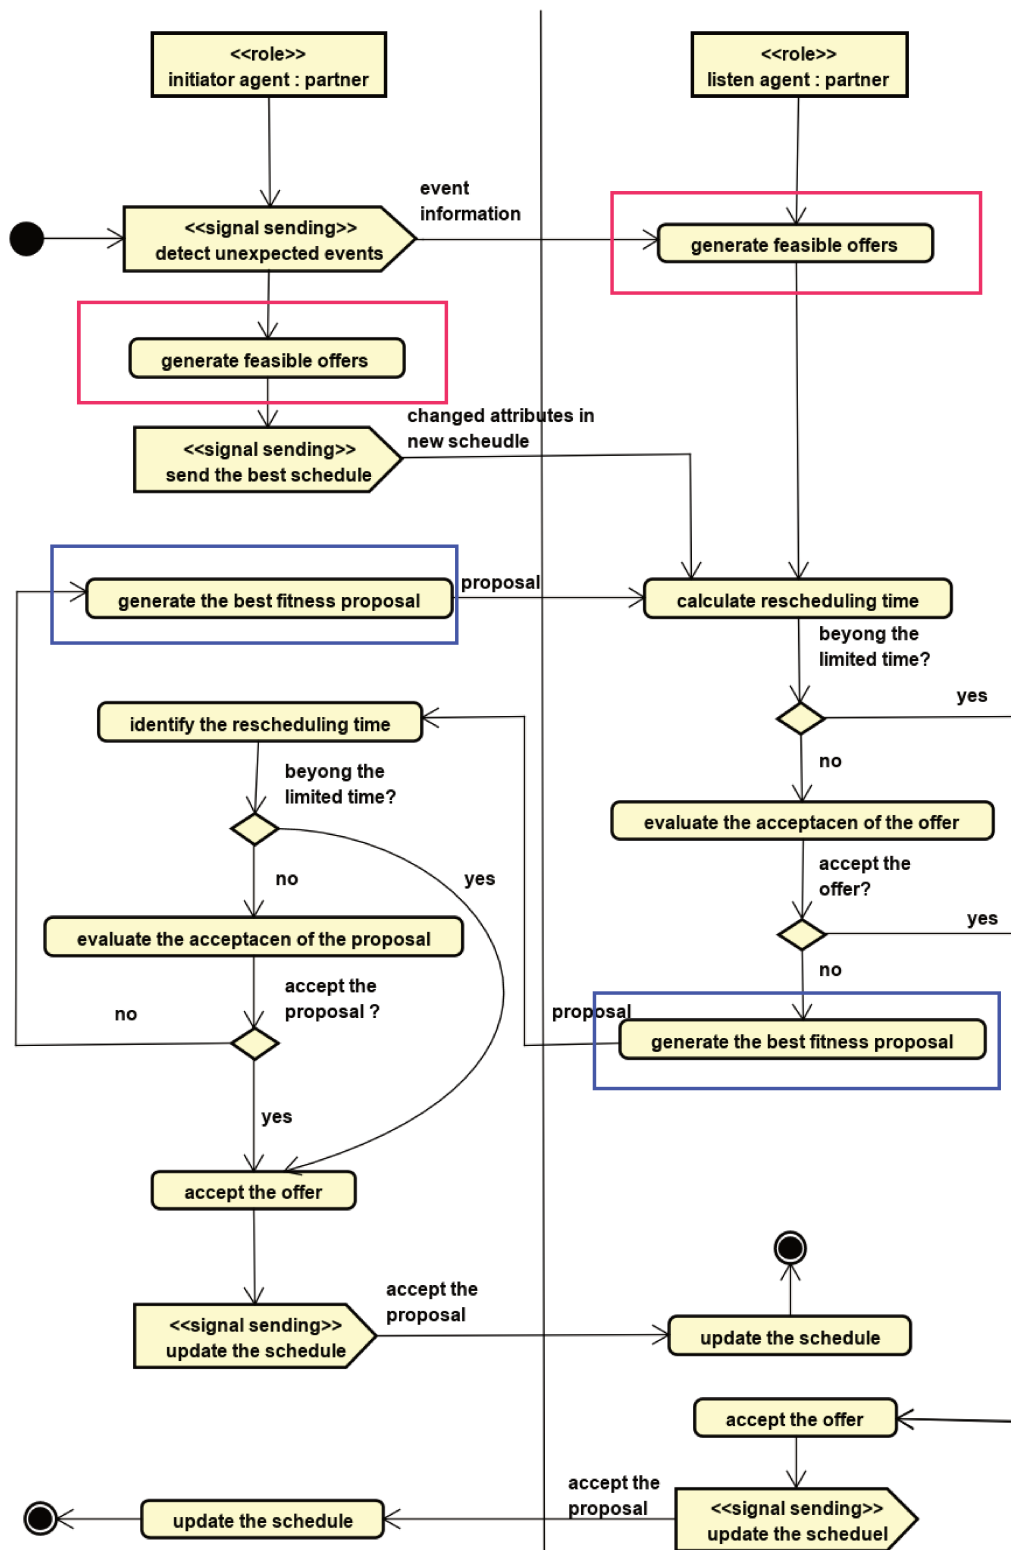 <<role>>
initiator agent : partner
<<role>>
listen agent : partner
event
information
<<signal sending>>
detect unexpected events
generate feasible offers
generate feasible offers
changed attributes in
new scheudle
<<signal sending>>
send the best schedule
generate the best fitness proposal
proposal
calculate rescheduling time
beyong the
limited time?
yes
identify the rescheduling time
no
beyong the
limited time?
evaluate the acceptacen of the offer
accept the
offer?
no
yes
yes
evaluate the acceptacen of the proposal
no
accept the
proposal ?
no
proposal
generate the best fitness proposal
yes
accept the offer
accept the
proposal
<<signal sending>>
update the schedule
update the schedule
accept the offer
accept the
proposal
update the schedule
<<signal sending>>
update the scheduel